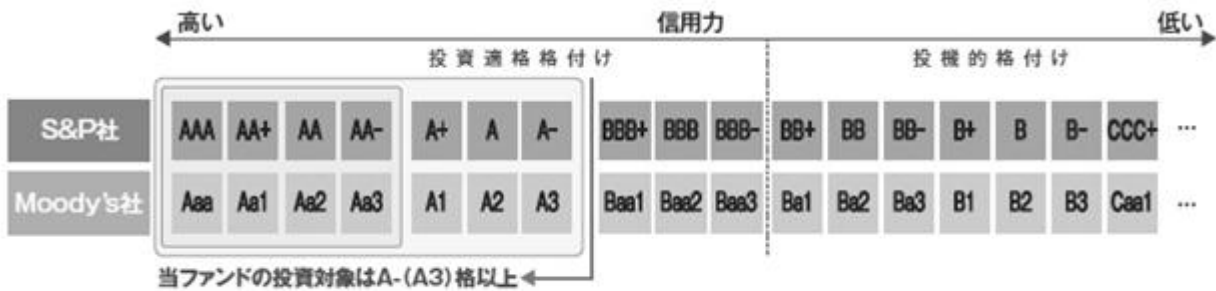 高い 信用力 低い
投資適格格付け 投機的格付け
S&P社 AAA AA+ AA AA- A+ A A- BBB+ BBB BBB- BB+ BB BB- B+ B B- CCC+ …
Moody's社 Aaa Aa1 Aa2 Aa3 A1 A2 A3 Baa1 Baa2 Baa3 Ba1 Ba2 Ba3 B1 B2 B3 Caa1 …
当ファンドの投資対象はA-(A3)格以上